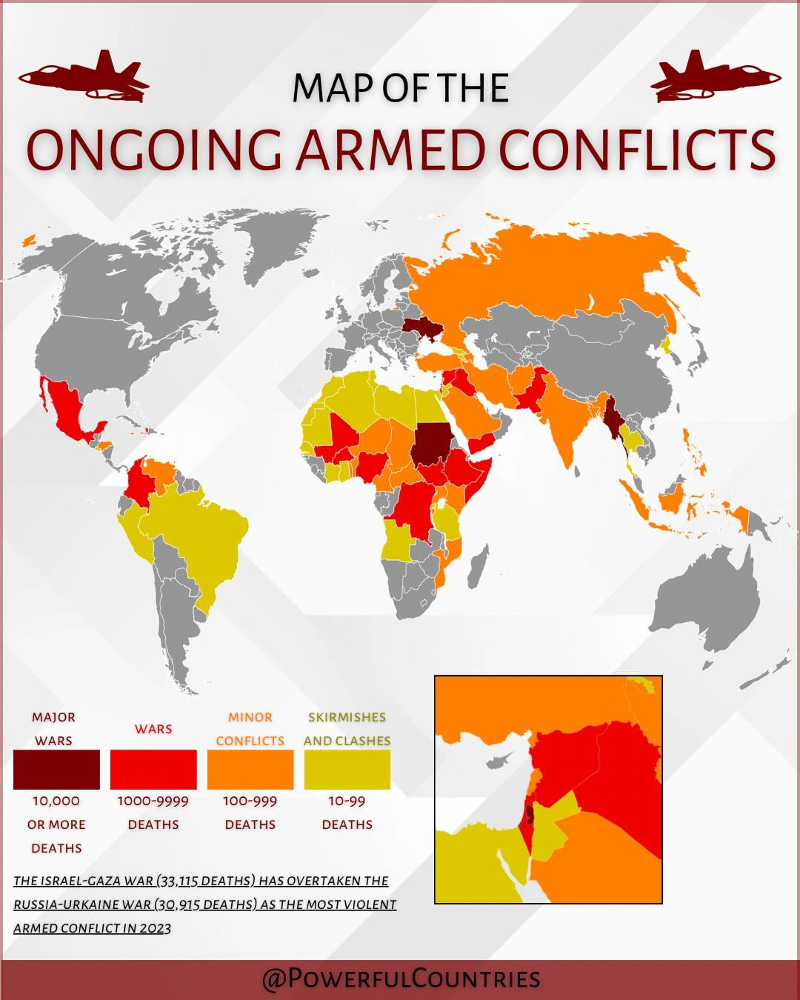 MAP OF THE
ONGOING ARMED CONFLICTS
MAJOR
WARS
WARS
MINOR
CONFLICTS
SKIRMISHES
AND CLASHES
10,000
OR MORE
DEATHS
1000-9999
DEATHS
100-999
DEATHS
10-99
DEATHS
THE ISRAEL-GAZA WAR (33,115 DEATHS) HAS OVERTAKEN THE
RUSSIA-URKAINE WAR (30,915 DEATHS) AS THE MOST VIOLENT
ARMED CONFLICT IN 2023
@POWERFULCOUNTRIES